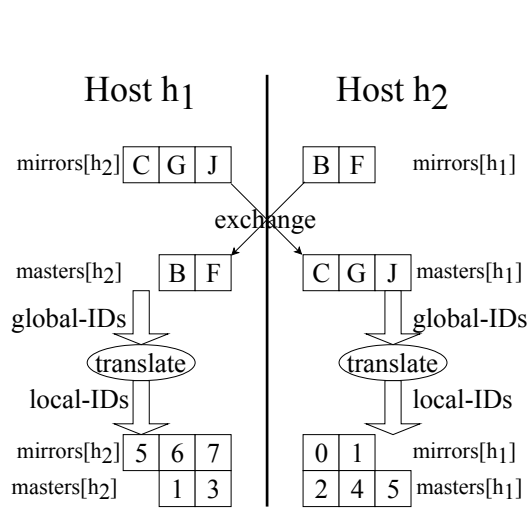 Host h1 Host h2
mirrors[h2] C G J B F mirrors[h1]
exchange
masters[h2] B F C G J masters[h1]
global-IDs global-IDs
translate translate
local-IDs local-IDs
mirrors[h2] 5 6 7 0 1 mirrors[h1]
masters[h2] 1 3 2 4 5 masters[h1]